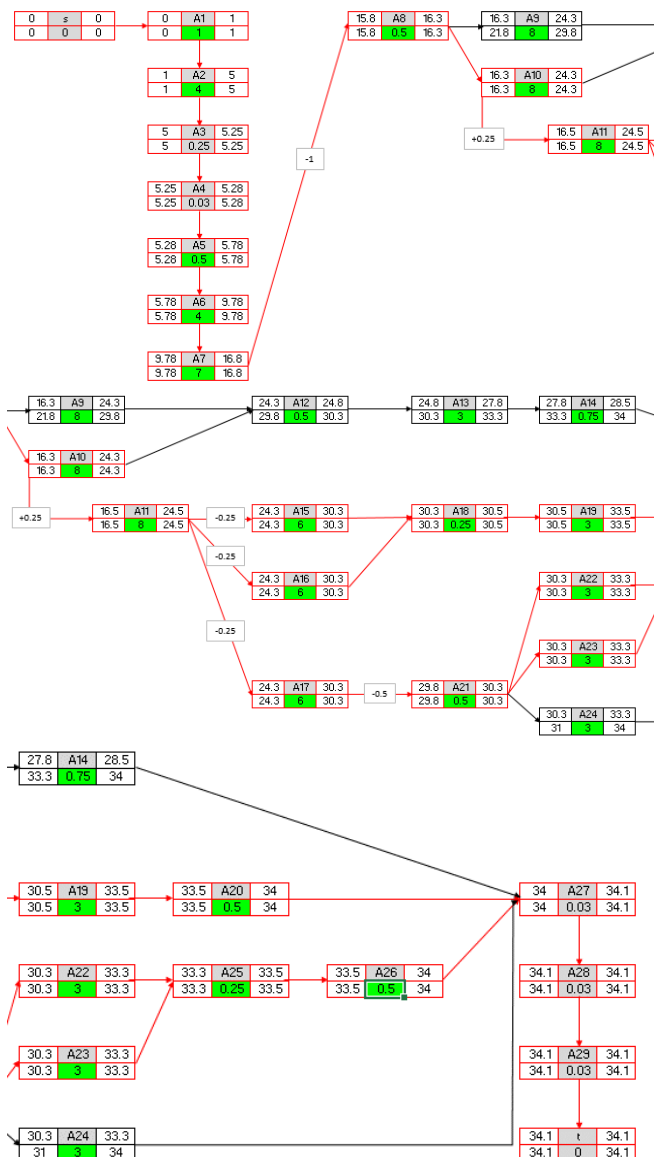 0 s 0
0 0 0
0 A1 1
0 1 1
15.8 A8 16.3
15.8 0.5 16.3
16.3 A9 24.3
21.8 8 29.8
1 A2 5
1 4 5
16.3 A10 24.3
16.3 8 24.3
5 A3 5.25
5 0.25 5.25
+0.25
16.5 A11 24.5
16.5 8 24.5
-1
5.25 A4 5.28
5.25 0.03 5.28
5.28 A5 5.78
5.28 0.5 5.78
5.78 A6 9.78
5.78 4 9.78
9.78 A7 16.8
9.78 7 16.8
16.3 A9 24.3
21.8 8 29.8
24.3 A12 24.8
29.8 0.5 30.3
24.8 A13 27.8
30.3 3 33.3
27.8 A14 28.5
33.3 0.75 34
16.3 A10 24.3
16.3 8 24.3
+0.25
16.5 A11 24.5
16.5 8 24.5
-0.25
24.3 A15 30.3
24.3 6 30.3
30.3 A18 30.5
30.3 0.25 30.5
30.5 A19 33.5
30.5 3 33.5
-0.25
24.3 A16 30.3
24.3 6 30.3
30.3 A22 33.3
30.3 3 33.3
-0.25
30.3 A23 33.3
30.3 3 33.3
24.3 A17 30.3
24.3 6 30.3
-0.5
29.8 A21 30.3
29.8 0.5 30.3
30.3 A24 33.3
31 3 34
27.8 A14 28.5
33.3 0.75 34
30.5 A19 33.5
30.5 3 33.5
33.5 A20 34
33.5 0.5 34
34 A27 34.1
34 0.03 34.1
30.3 A22 33.3
30.3 3 33.3
33.3 A25 33.5
33.3 0.25 33.5
33.5 A26 34
33.5 0.5 34
34.1 A28 34.1
34.1 0.03 34.1
30.3 A23 33.3
30.3 3 33.3
34.1 A29 34.1
34.1 0.03 34.1
30.3 A24 33.3
31 3 34
34.1 t 34.1
34.1 0 34.1